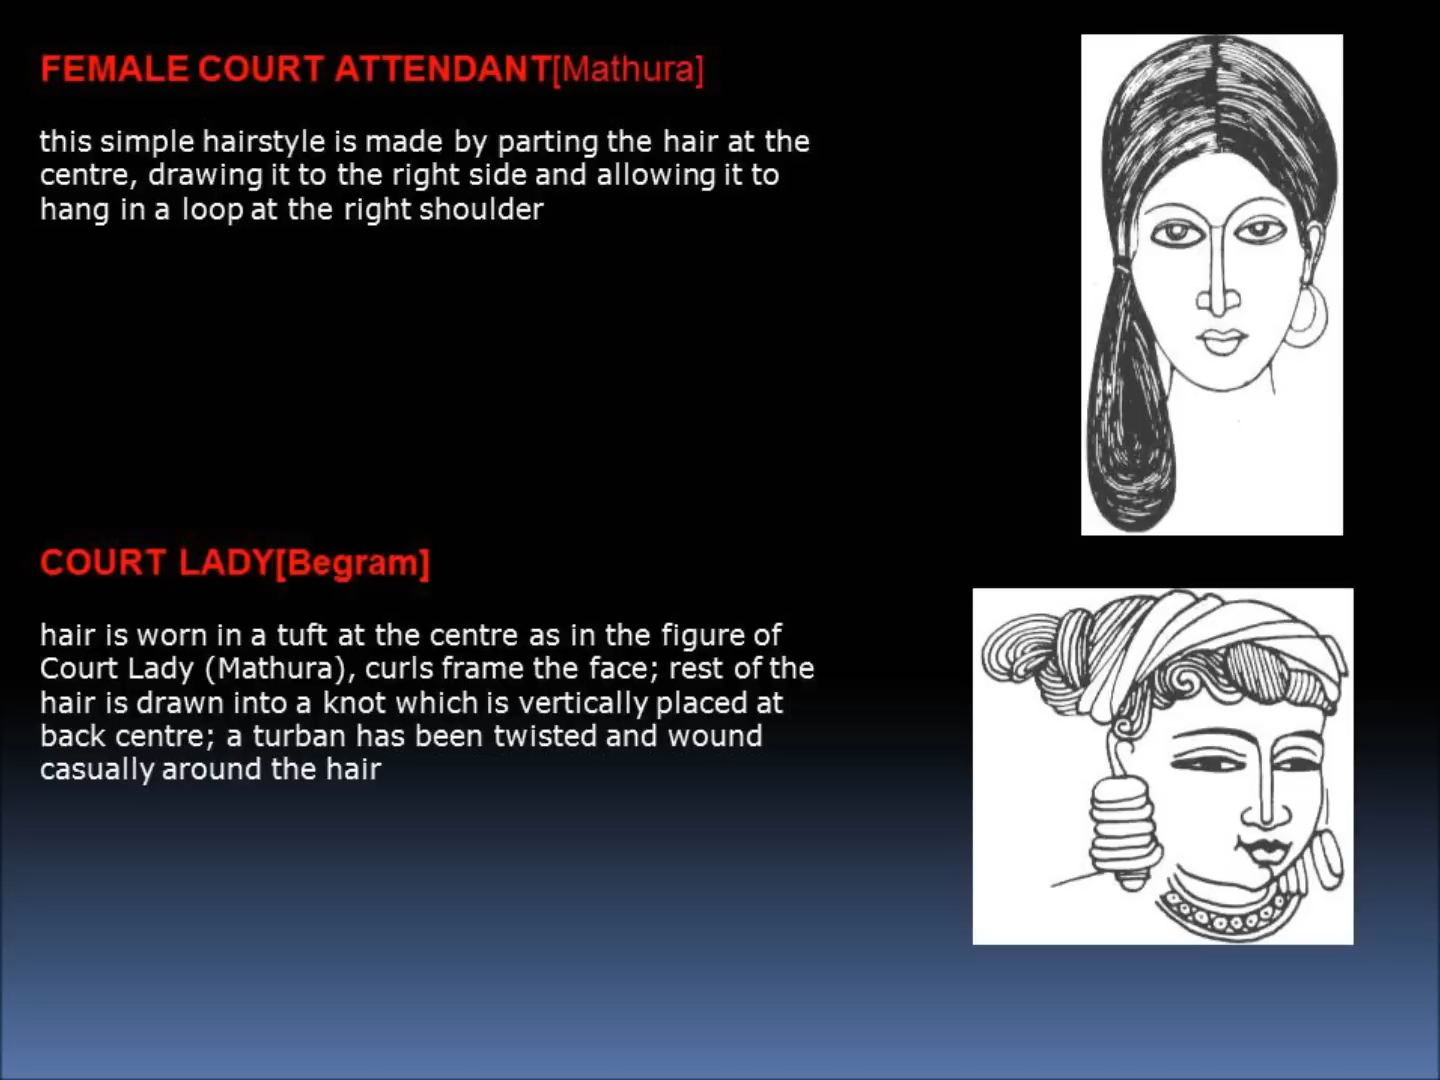 FEMALE COURT ATTENDANT[Mathura]
this simple hairstyle is made by parting the hair at the
centre, drawing it to the right side and allowing it to
hang in a loop at the right shoulder
COURT LADY[Begram]
hair is worn in a tuft at the centre as in the figure of
Court Lady (Mathura), curls frame the face; rest of the
hair is drawn into a knot which is vertically placed at
back centre; a turban has been twisted and wound
casually around the hair